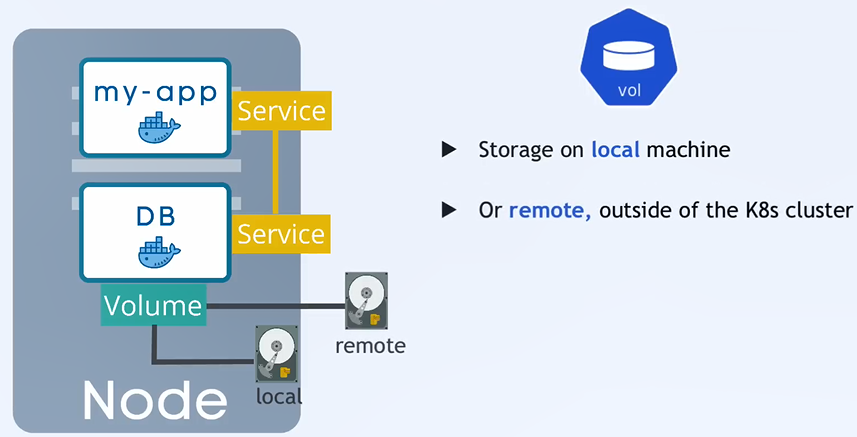 my-app
Service
DB
Service
Volume
remote
local
Node
vol
Storage on local machine
Or remote, outside of the K8s cluster